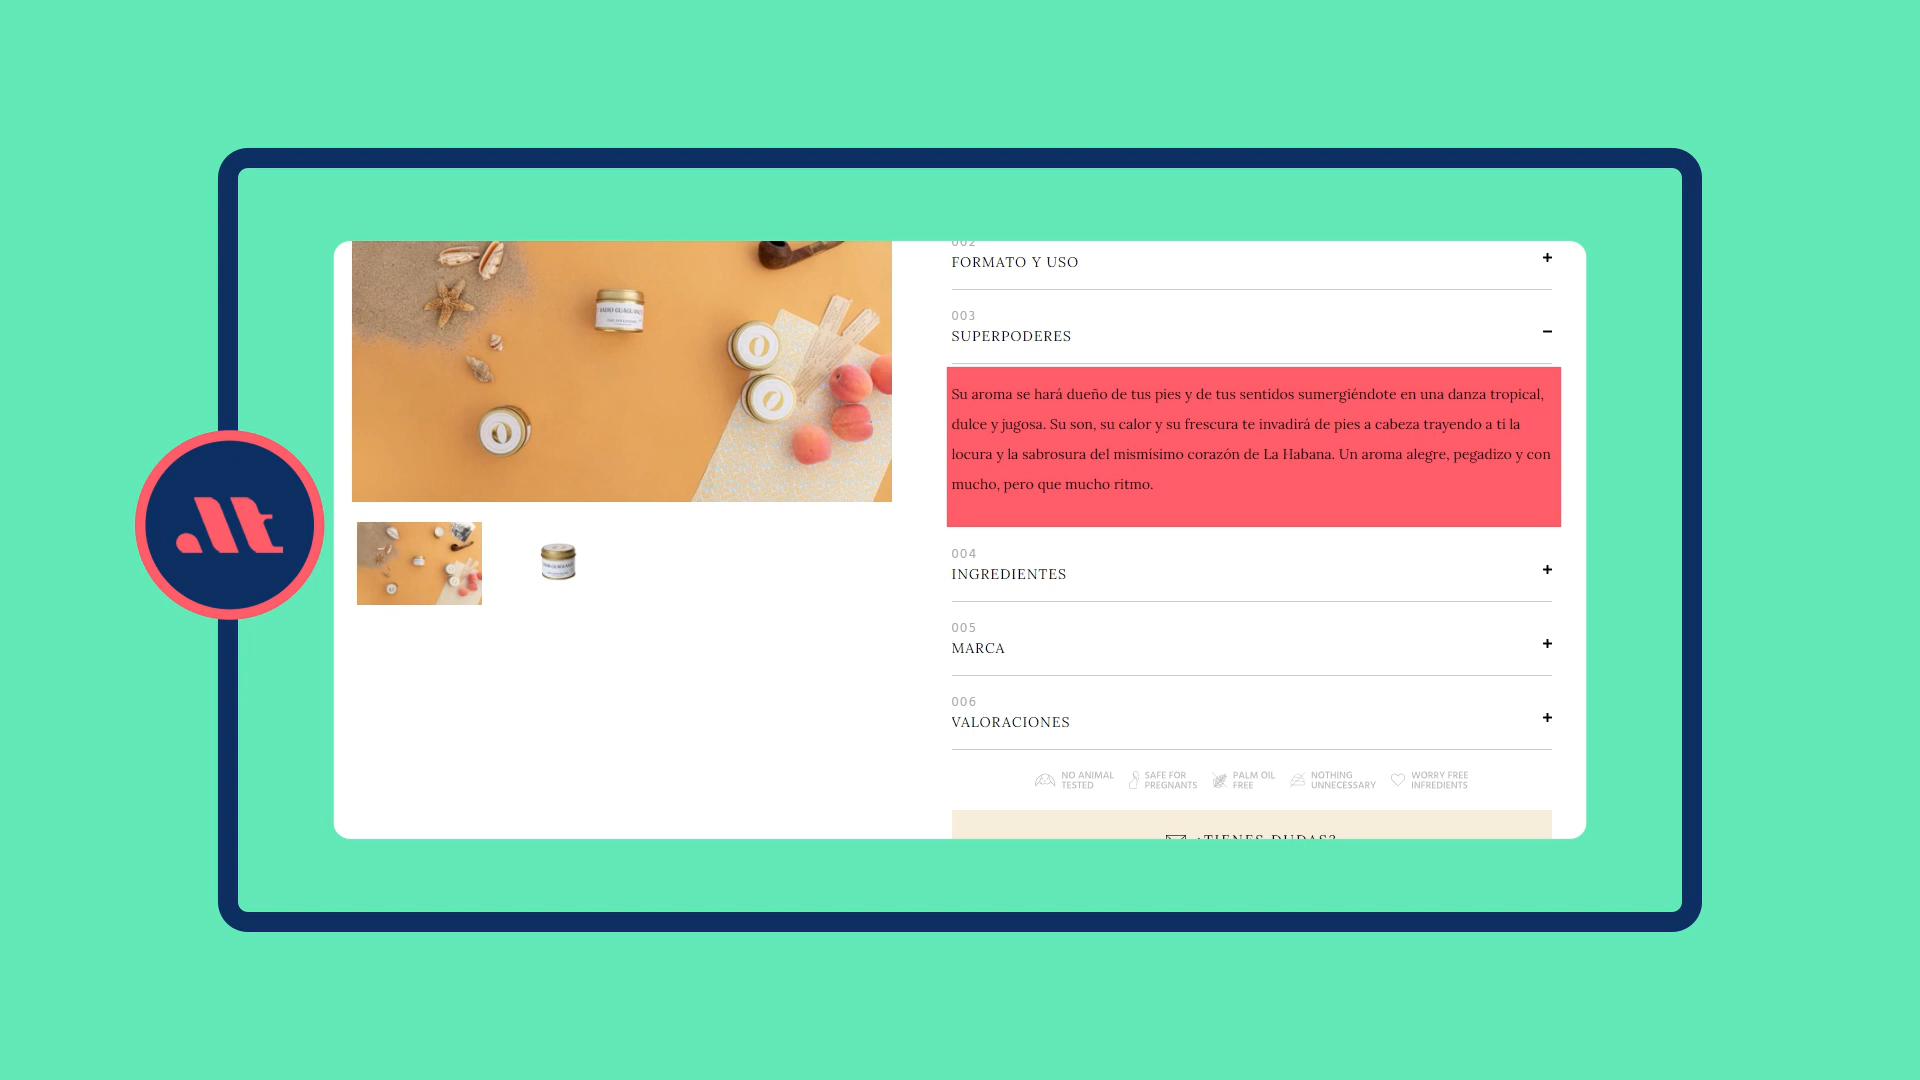 002
FORMATO Y USO
003
SUPERPODERES
Su aroma se hará dueño de tus pies y de tus sentidos sumergiéndote en una danza tropical,
dulce y jugosa. Su son, su calor y su frescura te invadirá de pies a cabeza trayendo a ti la
locura y la sabrosura del mismísimo corazón de La Habana. Un aroma alegre, pegadizo y con
mucho, pero que mucho ritmo.
004
INGREDIENTES
005
MARCA
006
VALORACIONES
NO ANIMAL
TESTED
SAFE FOR
PREGNANTS
PALM OIL
FREE
NOTHING
UNNECESSARY
WORRY FREE
INFREDIENTS
¿TIENES DUDAS?